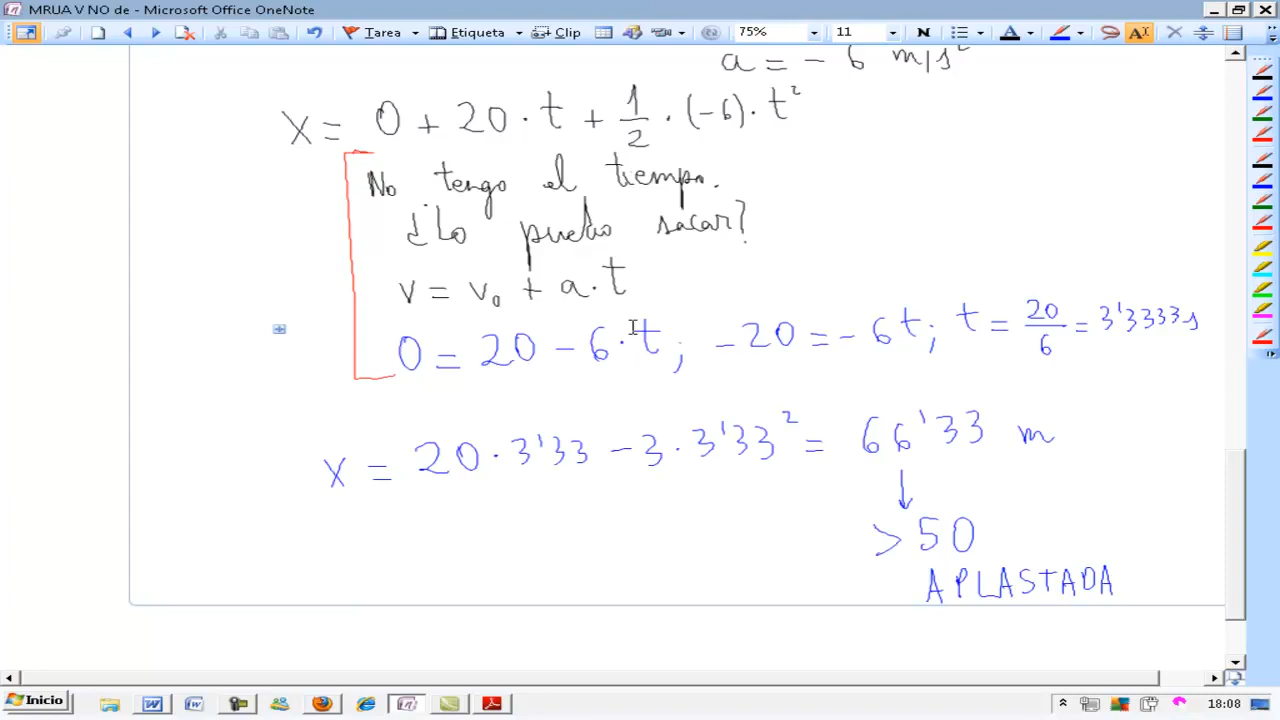 MRUA V NO de - Microsoft Office OneNote
Tarea Etiqueta Clip 75% 11 N A
a = - 6 m/s²
x = 0 + 20 · t + 1/2 · (-6) · t²
No tengo el tiempo.
¿Lo puedo sacar?
v = v₀ + a · t
0 = 20 - 6 · t ; -20 = - 6 t ; t = 20/6 = 3'3333 s
x = 20 · 3'33 - 3 · 3'33² = 66'33 m
↓
> 50
APLASTADA
Inicio 18:08